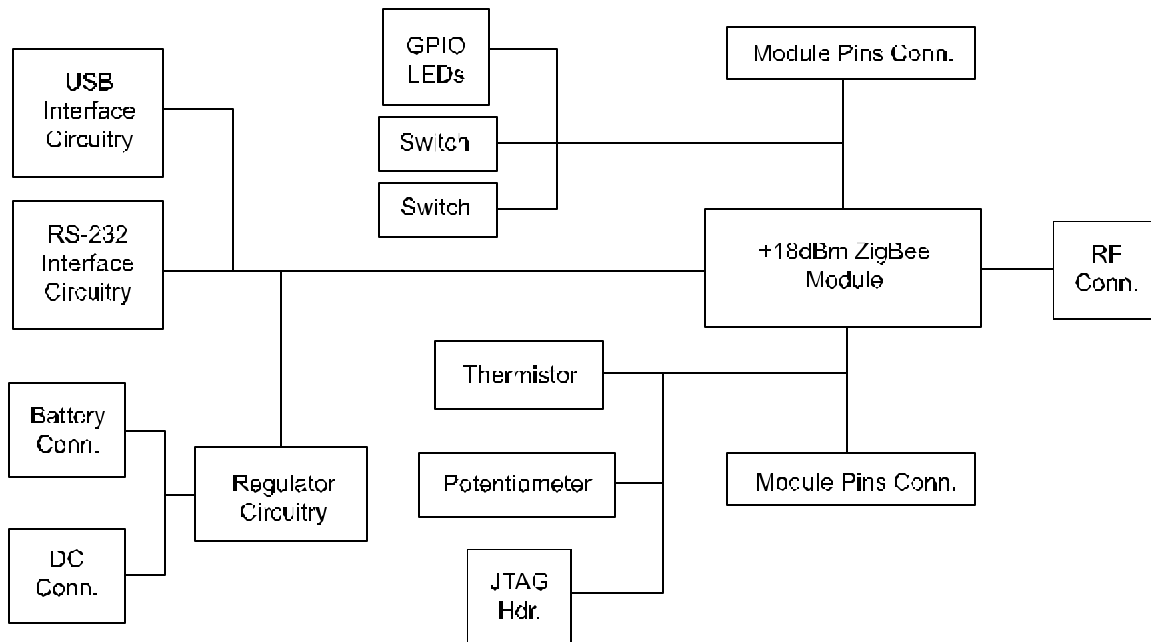 USB
Interface
Circuitry
GPIO
LEDs
Module Pins Conn.
Switch
Switch
RS-232
Interface
Circuitry
+18dBm ZigBee
Module
RF
Conn.
Thermistor
Battery
Conn.
Regulator
Circuitry
Potentiometer
Module Pins Conn.
DC
Conn.
JTAG
Hdr.